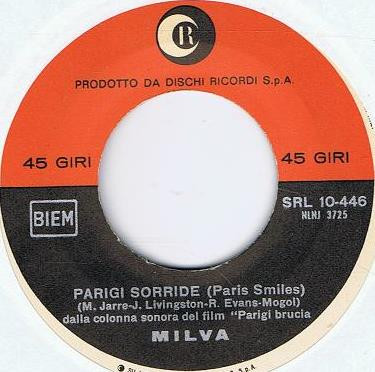 R
PRODOTTO DA DISCHI RICORDI S.p.A.
45 GIRI
45 GIRI
BIEM
SRL 10-446
NLNJ 3725
PARIGI SORRIDE (Paris Smiles)
(M. Jarre-J. Livingston-R. Evans-Mogol)
dalla colonna sonora del film "Parigi brucia
MILVA